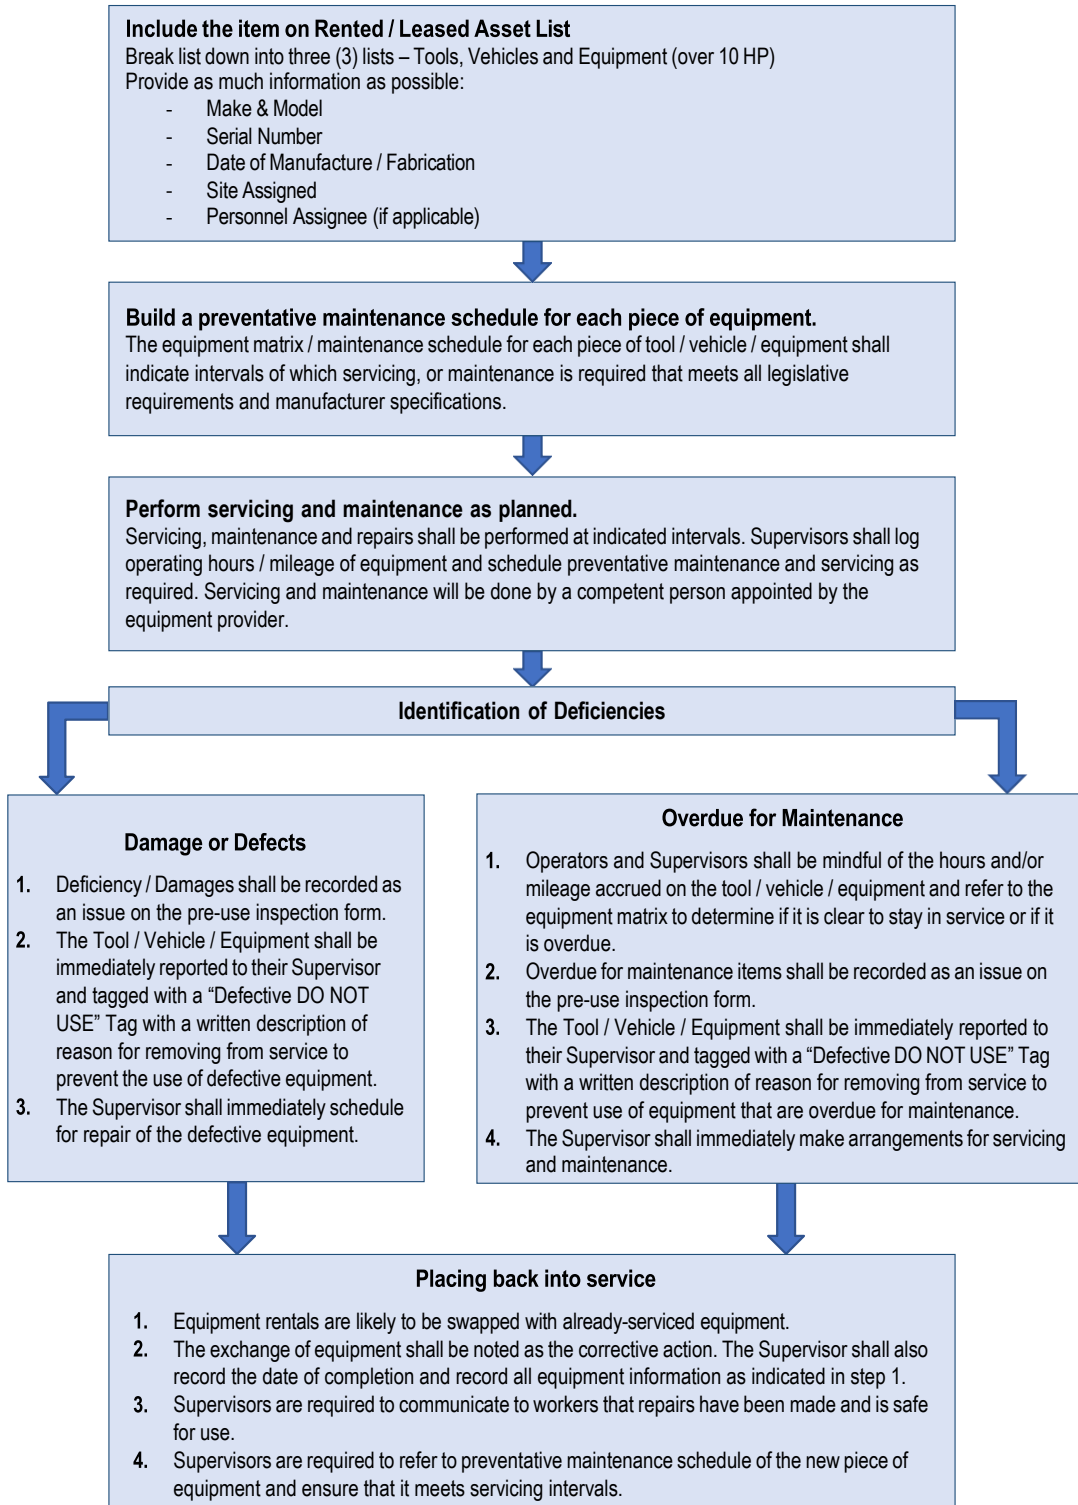 Include the item on Rented / Leased Asset List
Break list down into three (3) lists – Tools, Vehicles and Equipment (over 10 HP)
Provide as much information as possible:
- Make & Model
- Serial Number
- Date of Manufacture / Fabrication
- Site Assigned
- Personnel Assignee (if applicable)
Build a preventative maintenance schedule for each piece of equipment.
The equipment matrix / maintenance schedule for each piece of tool / vehicle / equipment shall
indicate intervals of which servicing, or maintenance is required that meets all legislative
requirements and manufacturer specifications.
Perform servicing and maintenance as planned.
Servicing, maintenance and repairs shall be performed at indicated intervals. Supervisors shall log
operating hours / mileage of equipment and schedule preventative maintenance and servicing as
required. Servicing and maintenance will be done by a competent person appointed by the
equipment provider.
Identification of Deficiencies
Damage or Defects
1. Deficiency / Damages shall be recorded as
an issue on the pre-use inspection form.
2. The Tool / Vehicle / Equipment shall be
immediately reported to their Supervisor
and tagged with a “Defective DO NOT
USE” Tag with a written description of
reason for removing from service to
prevent the use of defective equipment.
3. The Supervisor shall immediately schedule
for repair of the defective equipment.
Overdue for Maintenance
1. Operators and Supervisors shall be mindful of the hours and/or
mileage accrued on the tool / vehicle / equipment and refer to the
equipment matrix to determine if it is clear to stay in service or if it
is overdue.
2. Overdue for maintenance items shall be recorded as an issue on
the pre-use inspection form.
3. The Tool / Vehicle / Equipment shall be immediately reported to
their Supervisor and tagged with a “Defective DO NOT USE” Tag
with a written description of reason for removing from service to
prevent use of equipment that are overdue for maintenance.
4. The Supervisor shall immediately make arrangements for servicing
and maintenance.
Placing back into service
1. Equipment rentals are likely to be swapped with already-serviced equipment.
2. The exchange of equipment shall be noted as the corrective action. The Supervisor shall also
record the date of completion and record all equipment information as indicated in step 1.
3. Supervisors are required to communicate to workers that repairs have been made and is safe
for use.
4. Supervisors are required to refer to preventative maintenance schedule of the new piece of
equipment and ensure that it meets servicing intervals.